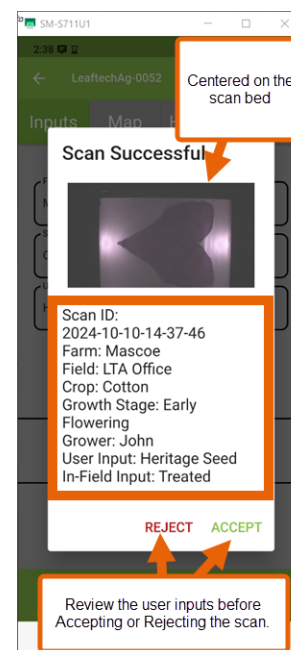 SM-S711U1
2:38
LeaftechAg-0052
Centered on the
scan bed
Inputs Map
Scan Successful
Scan ID:
2024-10-10-14-37-46
Farm: Mascoe
Field: LTA Office
Crop: Cotton
Growth Stage: Early
Flowering
Grower: John
User Input: Heritage Seed
In-Field Input: Treated
REJECT ACCEPT
Review the user inputs before
Accepting or Rejecting the scan.